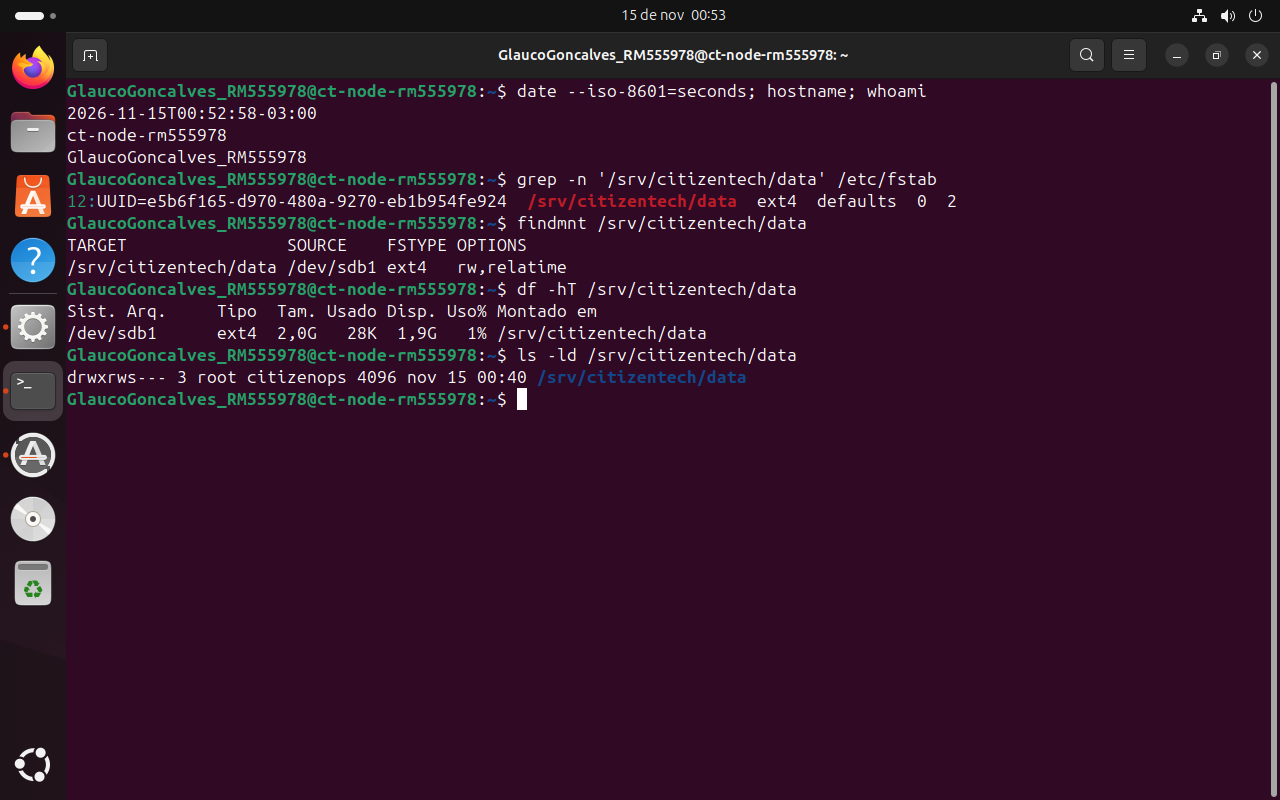 15 de nov  00:53
GlaucoGoncalves_RM555978@ct-node-rm555978: ~
GlaucoGoncalves_RM555978@ct-node-rm555978:~$ date --iso-8601=seconds; hostname; whoami
2026-11-15T00:52:58-03:00
ct-node-rm555978
GlaucoGoncalves_RM555978
GlaucoGoncalves_RM555978@ct-node-rm555978:~$ grep -n '/srv/citizentech/data' /etc/fstab
12:UUID=e5b6f165-d970-480a-9270-eb1b954fe924  /srv/citizentech/data  ext4  defaults  0  2
GlaucoGoncalves_RM555978@ct-node-rm555978:~$ findmnt /srv/citizentech/data
TARGET                SOURCE    FSTYPE OPTIONS
/srv/citizentech/data /dev/sdb1 ext4   rw,relatime
GlaucoGoncalves_RM555978@ct-node-rm555978:~$ df -hT /srv/citizentech/data
Sist. Arq.     Tipo  Tam. Usado Disp. Uso% Montado em
/dev/sdb1      ext4  2,0G   28K  1,9G   1% /srv/citizentech/data
GlaucoGoncalves_RM555978@ct-node-rm555978:~$ ls -ld /srv/citizentech/data
drwxrws--- 3 root citizenops 4096 nov 15 00:40 /srv/citizentech/data
GlaucoGoncalves_RM555978@ct-node-rm555978:~$